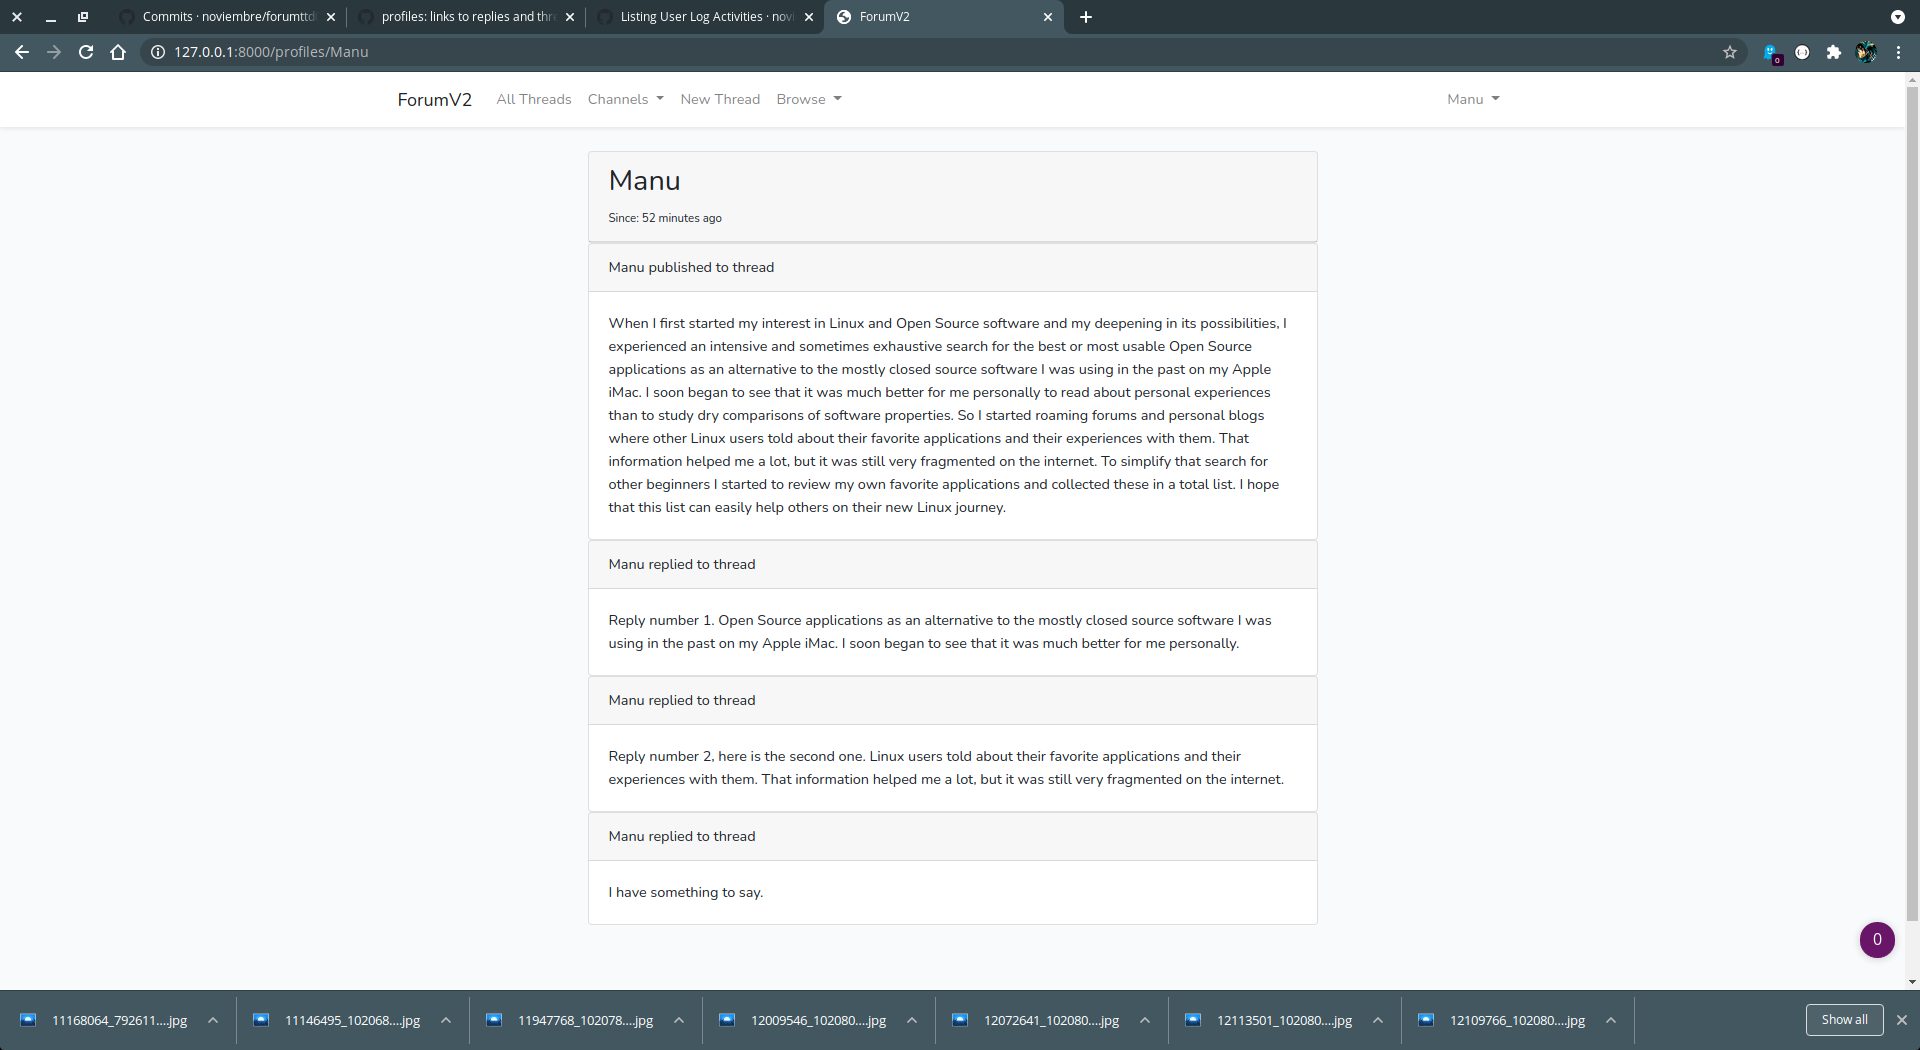 Commits · noviembre/forumttd
profiles: links to replies and thre
Listing User Log Activities · novi
ForumV2
127.0.0.1:8000/profiles/Manu
0
ForumV2
All Threads
Channels
New Thread
Browse
Manu
Manu
Since: 52 minutes ago
Manu published to thread
When I first started my interest in Linux and Open Source software and my deepening in its possibilities, I
experienced an intensive and sometimes exhaustive search for the best or most usable Open Source
applications as an alternative to the mostly closed source software I was using in the past on my Apple
iMac. I soon began to see that it was much better for me personally to read about personal experiences
than to study dry comparisons of software properties. So I started roaming forums and personal blogs
where other Linux users told about their favorite applications and their experiences with them. That
information helped me a lot, but it was still very fragmented on the internet. To simplify that search for
other beginners I started to review my own favorite applications and collected these in a total list. I hope
that this list can easily help others on their new Linux journey.
Manu replied to thread
Reply number 1. Open Source applications as an alternative to the mostly closed source software I was
using in the past on my Apple iMac. I soon began to see that it was much better for me personally.
Manu replied to thread
Reply number 2, here is the second one. Linux users told about their favorite applications and their
experiences with them. That information helped me a lot, but it was still very fragmented on the internet.
Manu replied to thread
I have something to say.
0
11168064_792611....jpg
11146495_102068....jpg
11947768_102078....jpg
12009546_102080....jpg
12072641_102080....jpg
12113501_102080....jpg
12109766_102080....jpg
Show all